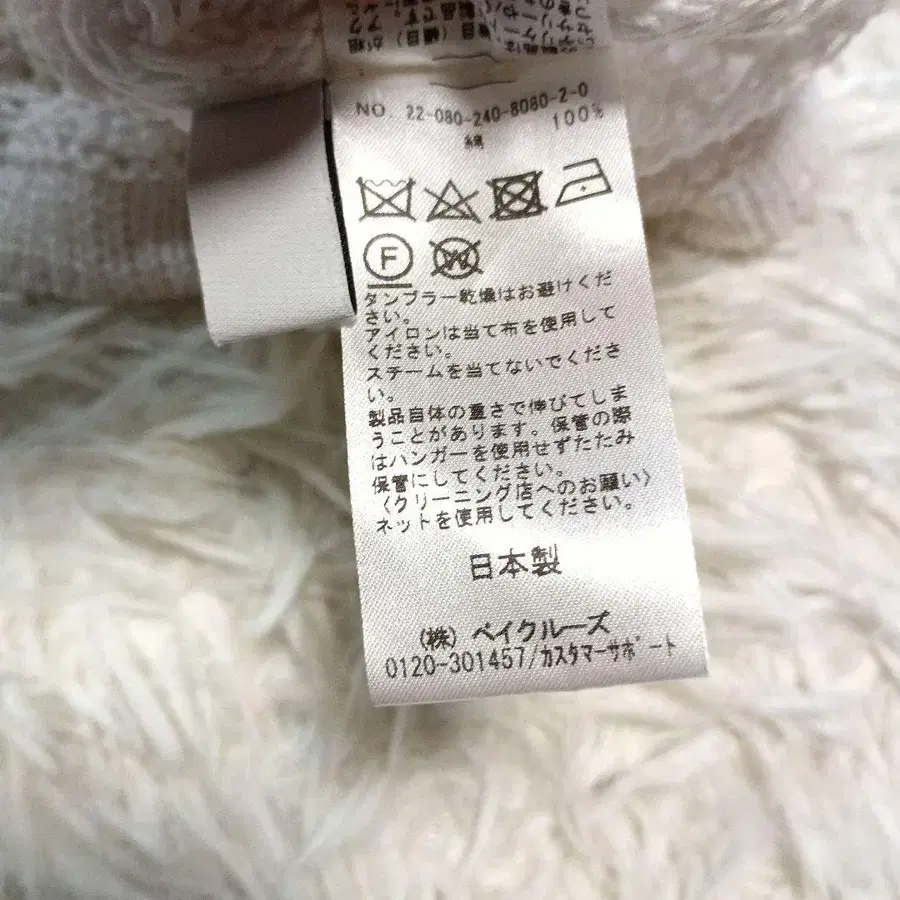 NO. 22-080-240-8080-2-0
綿 100%
F
W
タンブラー乾燥はお避けくだ
さい。
アイロンは当て布を使用して
ください。
スチームを当てないでくださ
い。
製品自体の重さで伸びてしま
うことがあります。保管の際
はハンガーを使用せずたたみ
保管にしてください。
〈クリーニング店へのお願い〉
ネットを使用してください。
日本製
(株) ベイクルーズ
0120-301457/カスタマーサポート